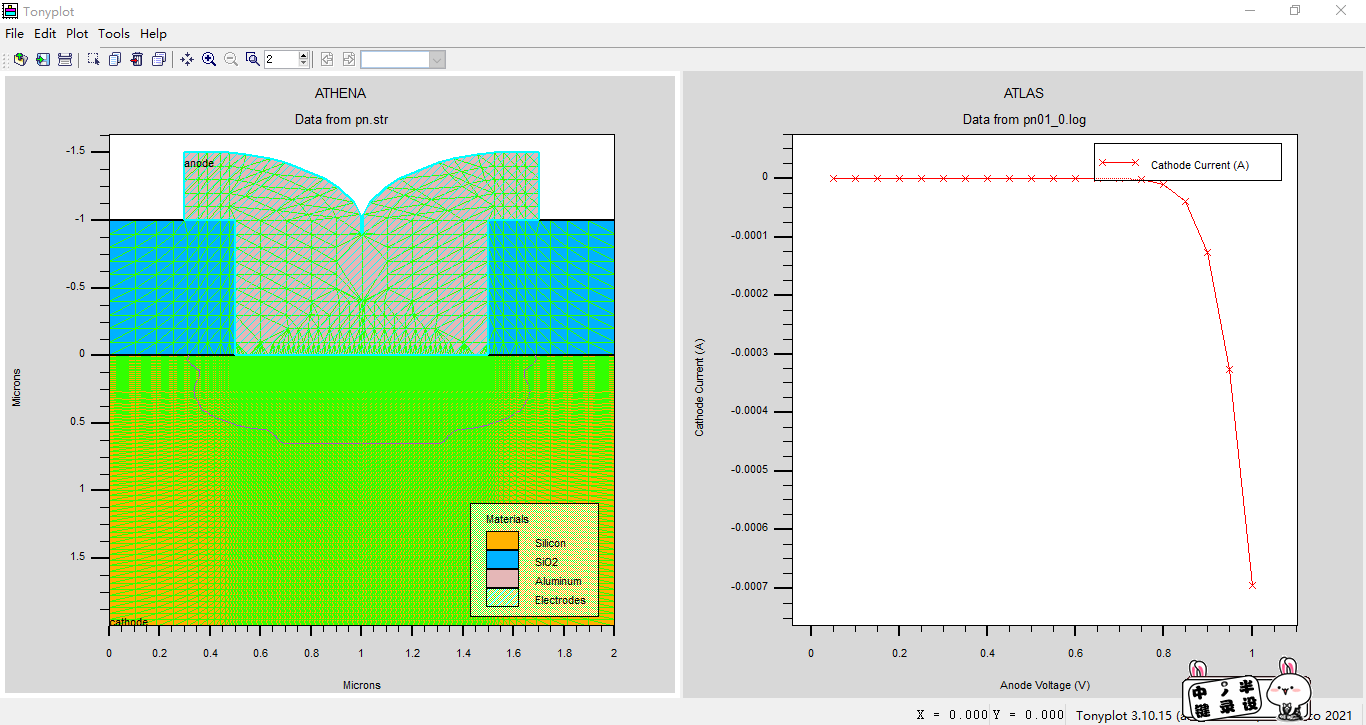 Tonyplot
File Edit Plot Tools Help
2
ATHENA
Data from pn.str
anode
-1.5
-1
-0.5
0
0.5
1
1.5
Microns
cathode
Materials
Silicon
SiO2
Aluminum
Electrodes
0 0.2 0.4 0.6 0.8 1 1.2 1.4 1.6 1.8 2
Microns
ATLAS
Data from pn01_0.log
Cathode Current (A)
0
-0.0001
-0.0002
-0.0003
-0.0004
-0.0005
-0.0006
-0.0007
Cathode Current (A)
0 0.2 0.4 0.6 0.8 1
Anode Voltage (V)
中 半
键 录 设
X = 0.000 Y = 0.000 Tonyplot 3.10.15 2021